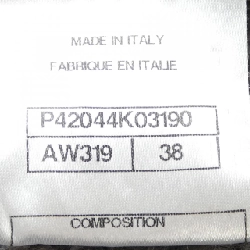 MADE IN ITALY
FABRIQUE EN ITALIE
P42044K03190
AW319 38
COMPOSITION